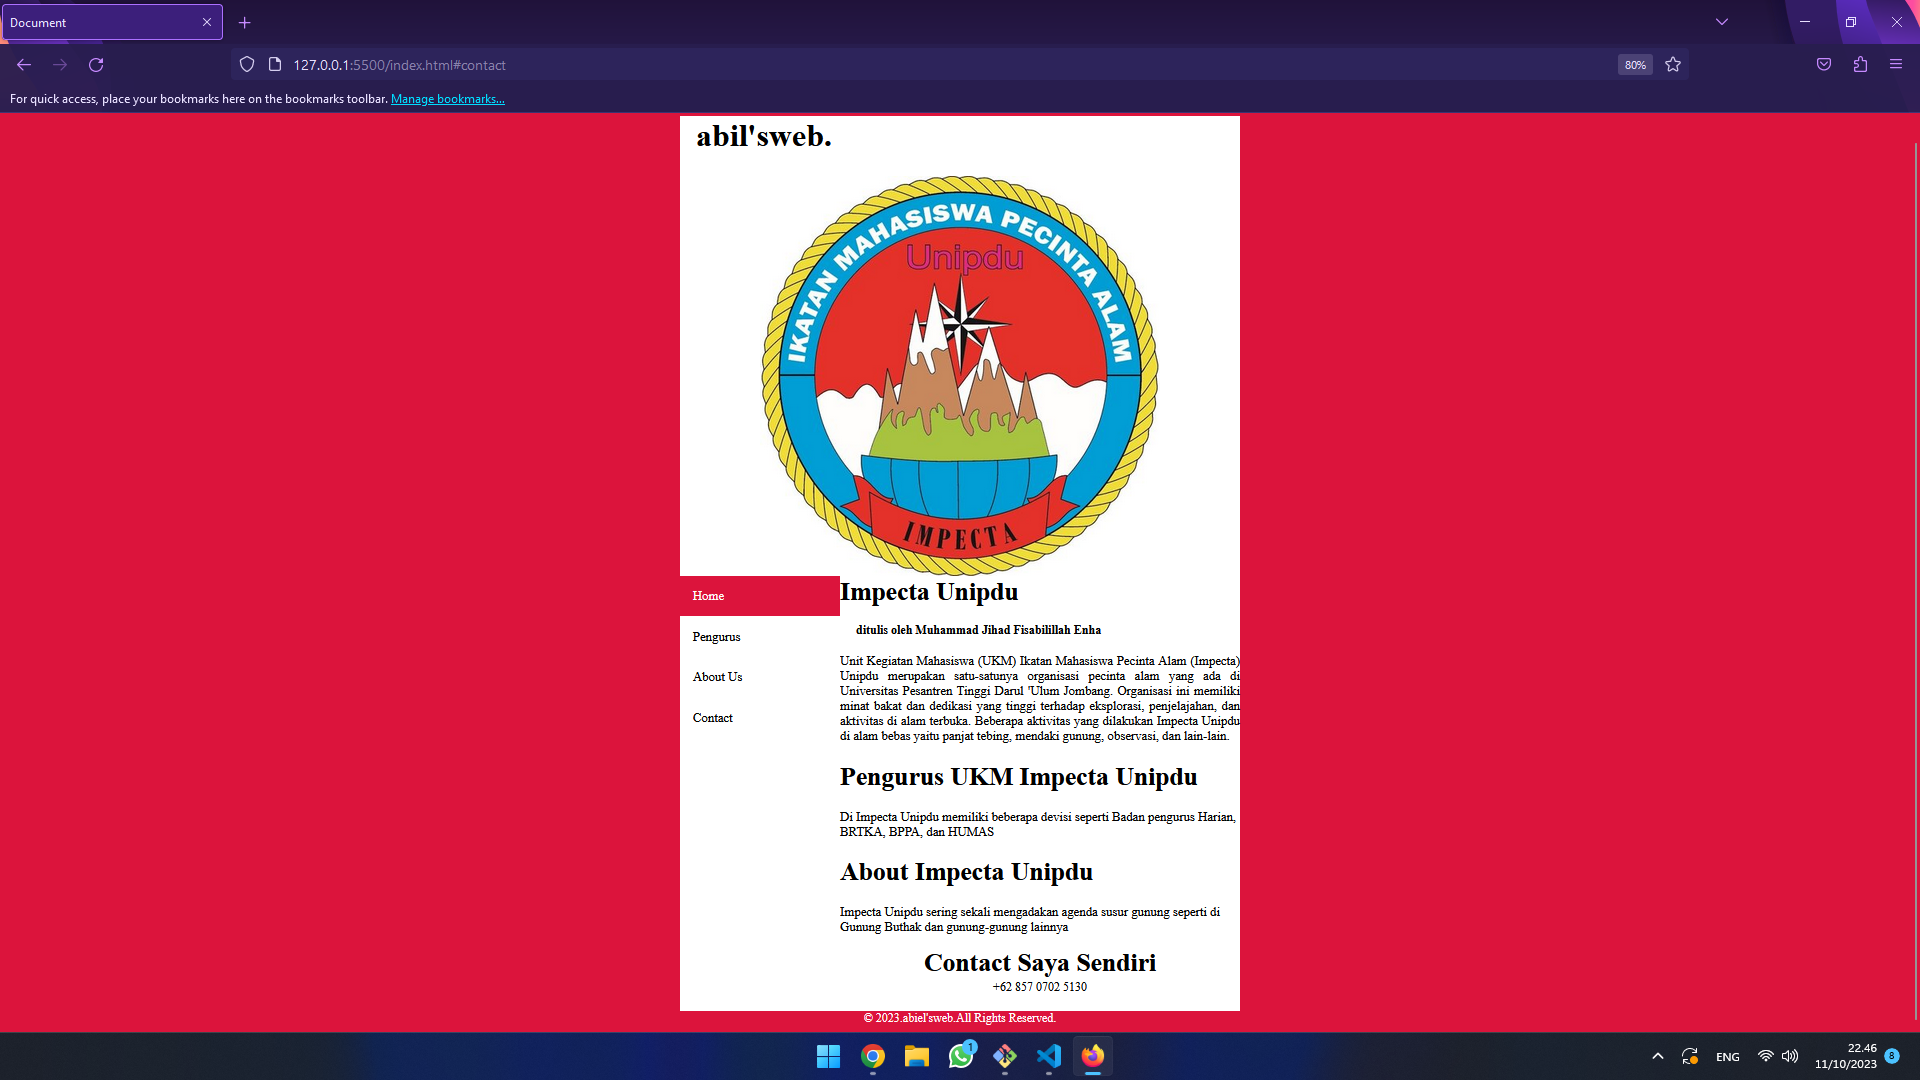 Document
127.0.0.1:5500/index.html#contact
80%
For quick access, place your bookmarks here on the bookmarks toolbar. Manage bookmarks...
abil'sweb.
IKATAN MAHASISWA PECINTA ALAM
Unipdu
IMPECTA
Home
Pengurus
About Us
Contact
Impecta Unipdu
ditulis oleh Muhammad Jihad Fisabilillah Enha
Unit Kegiatan Mahasiswa (UKM) Ikatan Mahasiswa Pecinta Alam (Impecta)
Unipdu merupakan satu-satunya organisasi pecinta alam yang ada di
Universitas Pesantren Tinggi Darul 'Ulum Jombang. Organisasi ini memiliki
minat bakat dan dedikasi yang tinggi terhadap eksplorasi, penjelajahan, dan
aktivitas di alam terbuka. Beberapa aktivitas yang dilakukan Impecta Unipdu
di alam bebas yaitu panjat tebing, mendaki gunung, observasi, dan lain-lain.
Pengurus UKM Impecta Unipdu
Di Impecta Unipdu memiliki beberapa devisi seperti Badan pengurus Harian,
BRTKA, BPPA, dan HUMAS
About Impecta Unipdu
Impecta Unipdu sering sekali mengadakan agenda susur gunung seperti di
Gunung Buthak dan gunung-gunung lainnya
Contact Saya Sendiri
+62 857 0702 5130
© 2023.abiel'sweb.All Rights Reserved.
1
ENG
22.46
11/10/2023
8